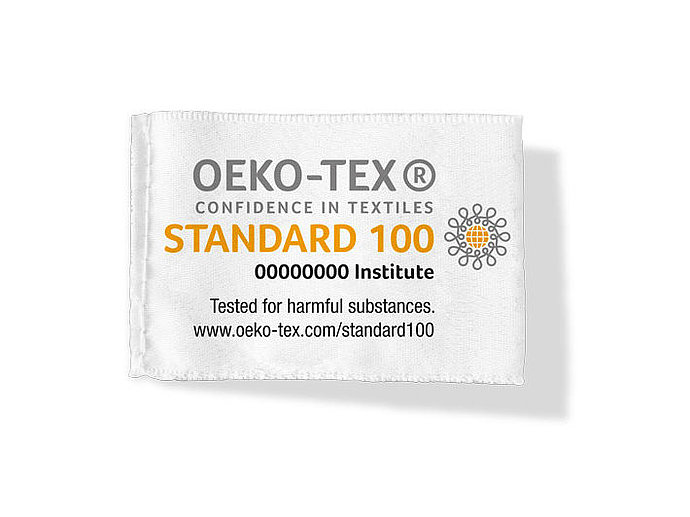 OEKO-TEX®
CONFIDENCE IN TEXTILES
STANDARD 100
00000000 Institute
Tested for harmful substances.
www.oeko-tex.com/standard100